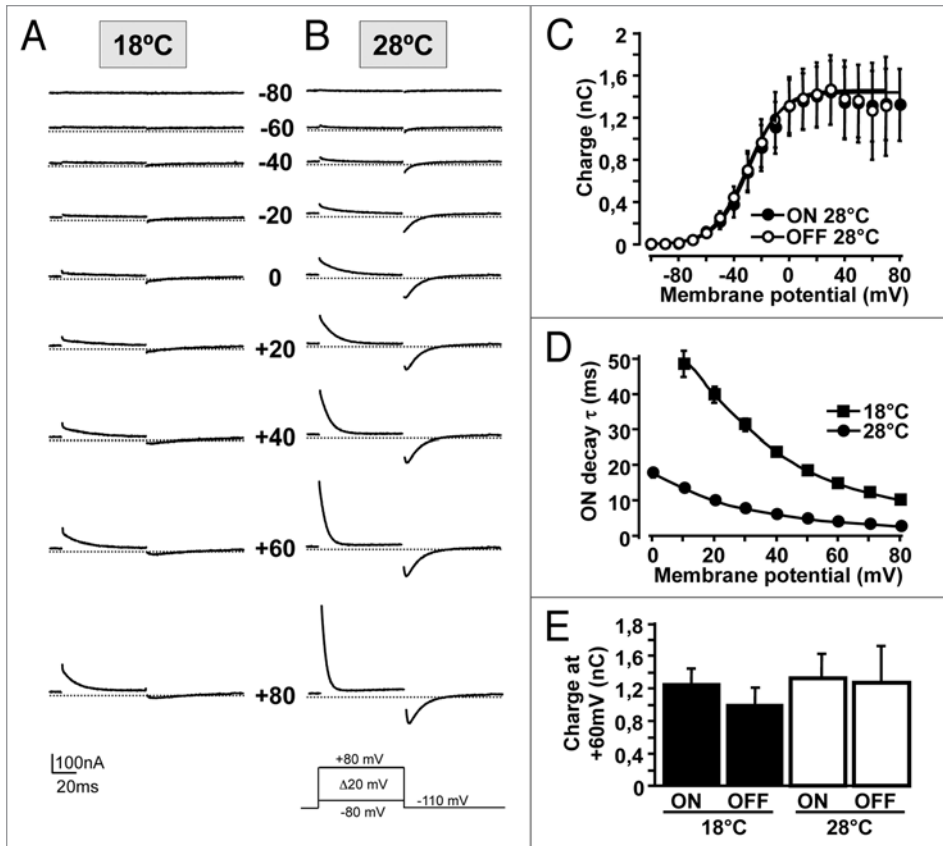 A
18ºC
B
28ºC
-80
-60
-40
-20
0
+20
+40
+60
+80
100nA
20ms
+80 mV
Δ20 mV
-80 mV
-110 mV
C
Charge (nC)
2
1,6
1,2
0,8
0,4
0
ON 28°C
OFF 28°C
-80 -40 0 40 80
Membrane potential (mV)
D
ON decay τ (ms)
50
40
30
20
10
0
18°C
28°C
0 20 40 60 80
Membrane potential (mV)
E
Charge at
+60mV (nC)
1,8
1,6
1,2
0,8
0,4
0
ON OFF ON OFF
18°C 28°C